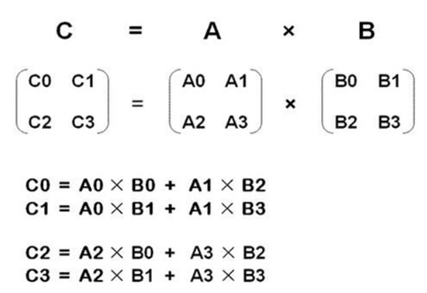 C = A × B
C0 C1 A0 A1 B0 B1
= ×
C2 C3 A2 A3 B2 B3
C0 = A0 × B0 + A1 × B2
C1 = A0 × B1 + A1 × B3
C2 = A2 × B0 + A3 × B2
C3 = A2 × B1 + A3 × B3